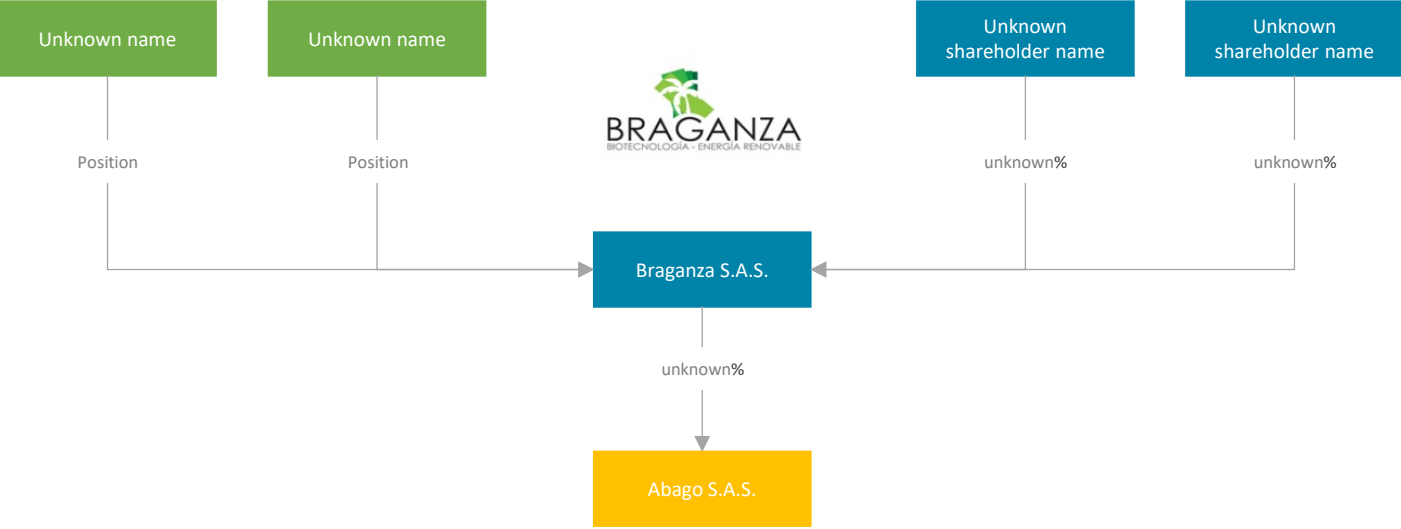 Unknown name
Unknown name
Unknown
shareholder name
Unknown
shareholder name
BRAGANZA
BIOTECNOLOGÍA - ENERGÍA RENOVABLE
Position
Position
unknown%
unknown%
Braganza S.A.S.
unknown%
Abago S.A.S.